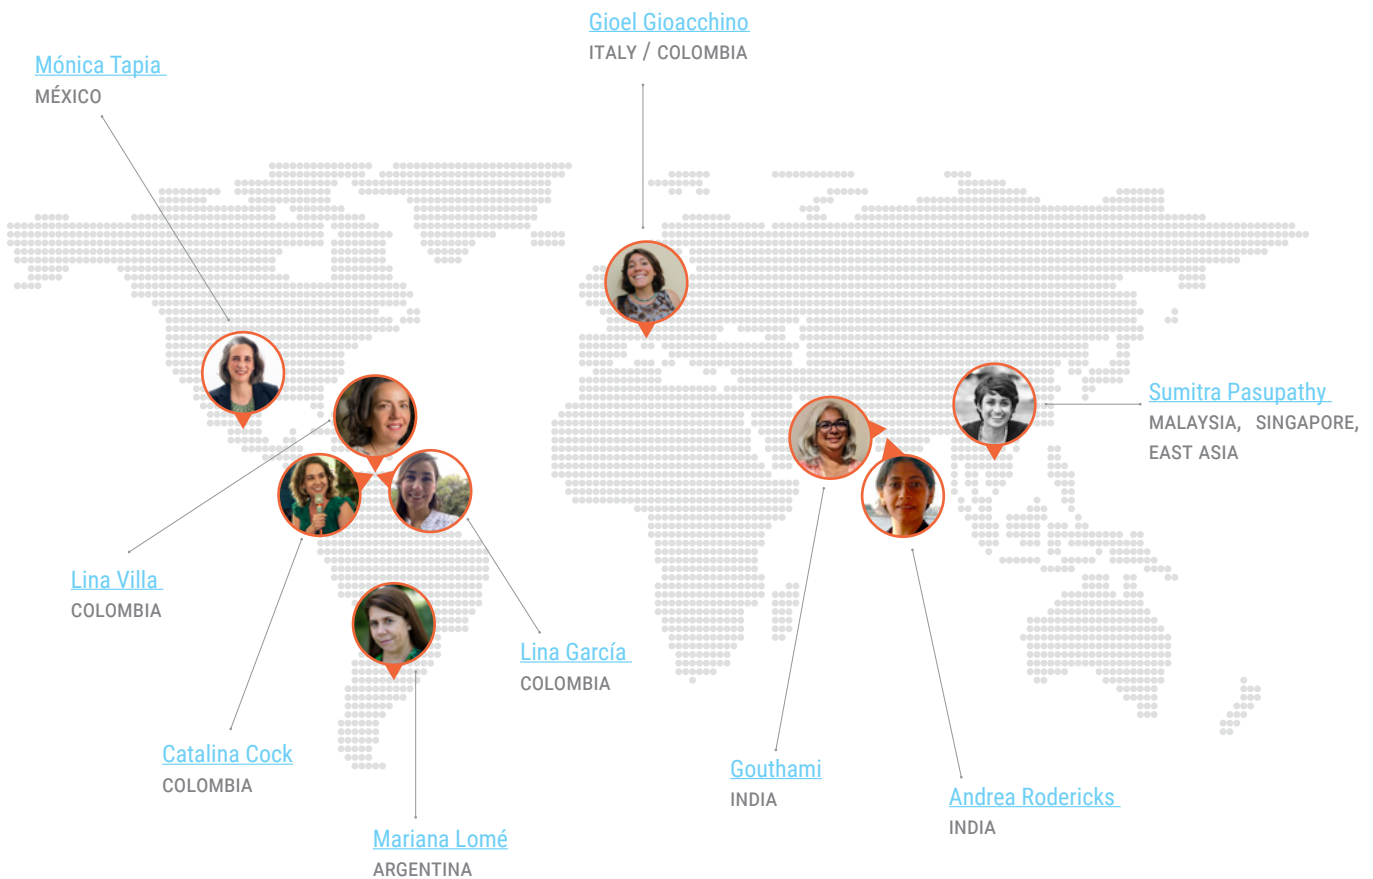 Gioel Gioacchino
ITALY / COLOMBIA
Mónica Tapia
MÉXICO
Sumitra Pasupathy
MALAYSIA, SINGAPORE,
EAST ASIA
Lina Villa
COLOMBIA
Lina García
COLOMBIA
Catalina Cock
COLOMBIA
Gouthami
INDIA
Andrea Rodericks
INDIA
Mariana Lomé
ARGENTINA